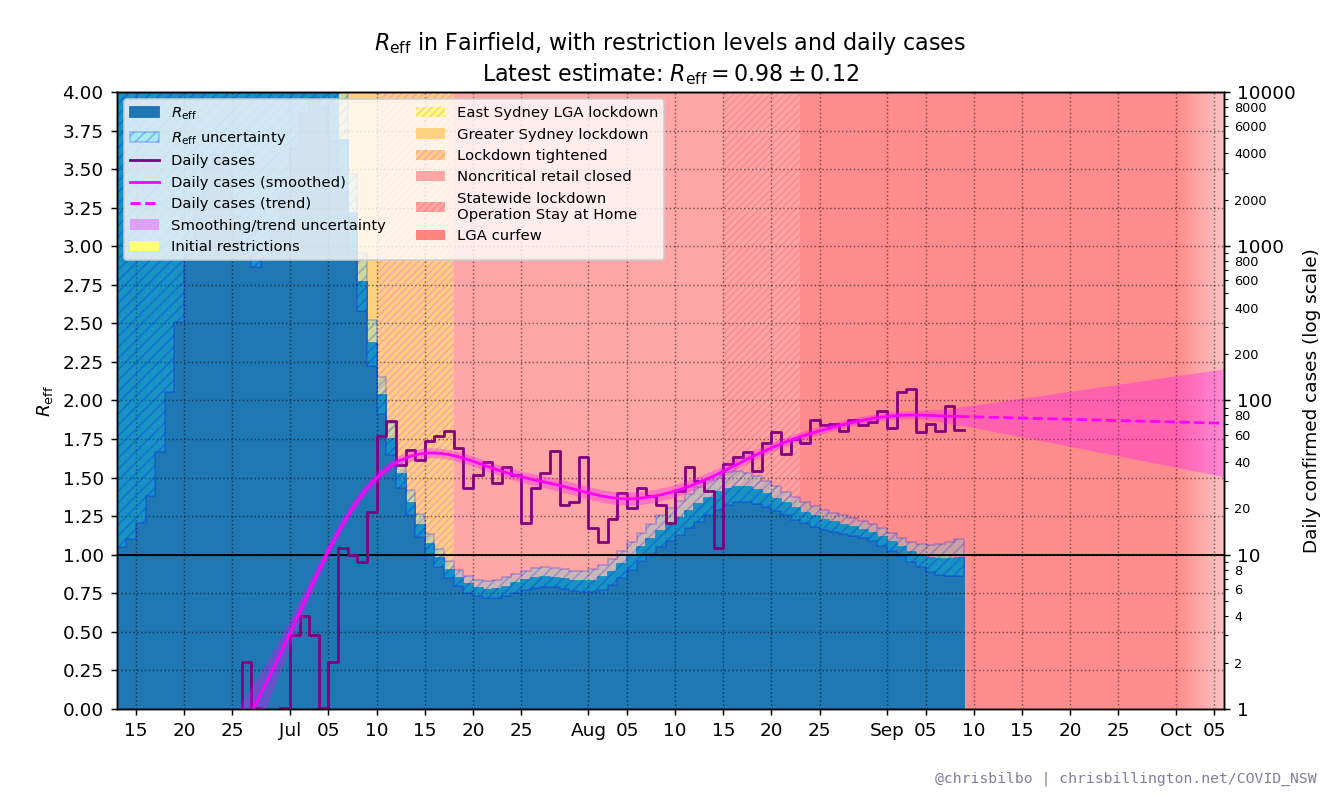 Reff in Fairfield, with restriction levels and daily cases
Latest estimate: Reff = 0.98 ± 0.12
4.00
3.75
3.50
3.25
3.00
2.75
2.50
2.25
2.00
1.75
1.50
1.25
1.00
0.75
0.50
0.25
0.00
Reff
Reff
Reff uncertainty
Daily cases
Daily cases (smoothed)
Daily cases (trend)
Smoothing/trend uncertainty
Initial restrictions
East Sydney LGA lockdown
Greater Sydney lockdown
Lockdown tightened
Noncritical retail closed
Statewide lockdown
Operation Stay at Home
LGA curfew
10000
8000
6000
4000
2000
1000
800
600
400
200
100
80
60
40
20
10
8
6
4
2
1
Daily confirmed cases (log scale)
15 20 25 Jul 05 10 15 20 25 Aug 05 10 15 20 25 Sep 05 10 15 20 25 Oct 05
@chrisbilbo | chrisbillington.net/COVID_NSW